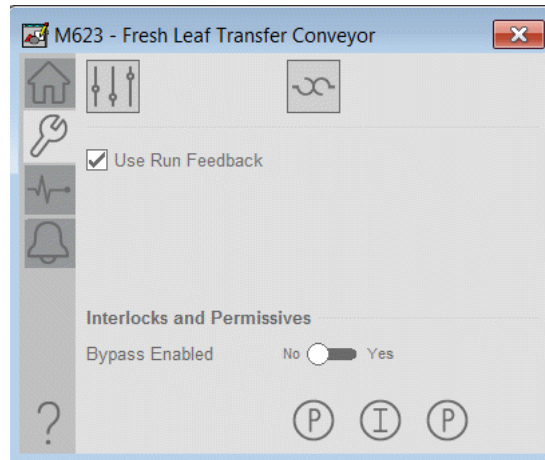 M623 - Fresh Leaf Transfer Conveyor
Use Run Feedback
Interlocks and Permissives
Bypass Enabled No Yes
P I P
?